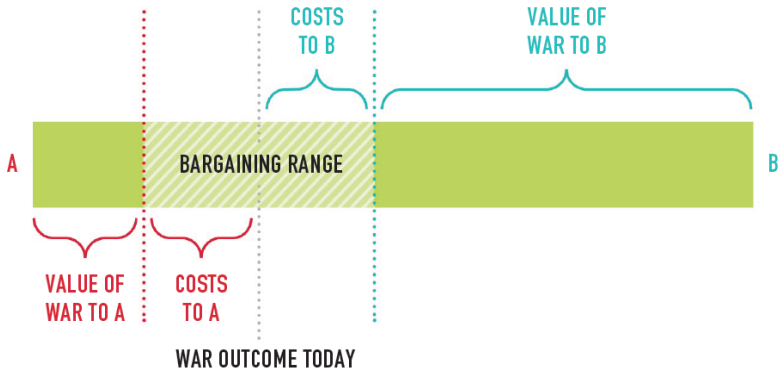 COSTS
TO B
VALUE OF
WAR TO B
A
BARGAINING RANGE
B
VALUE OF
WAR TO A
COSTS
TO A
WAR OUTCOME TODAY